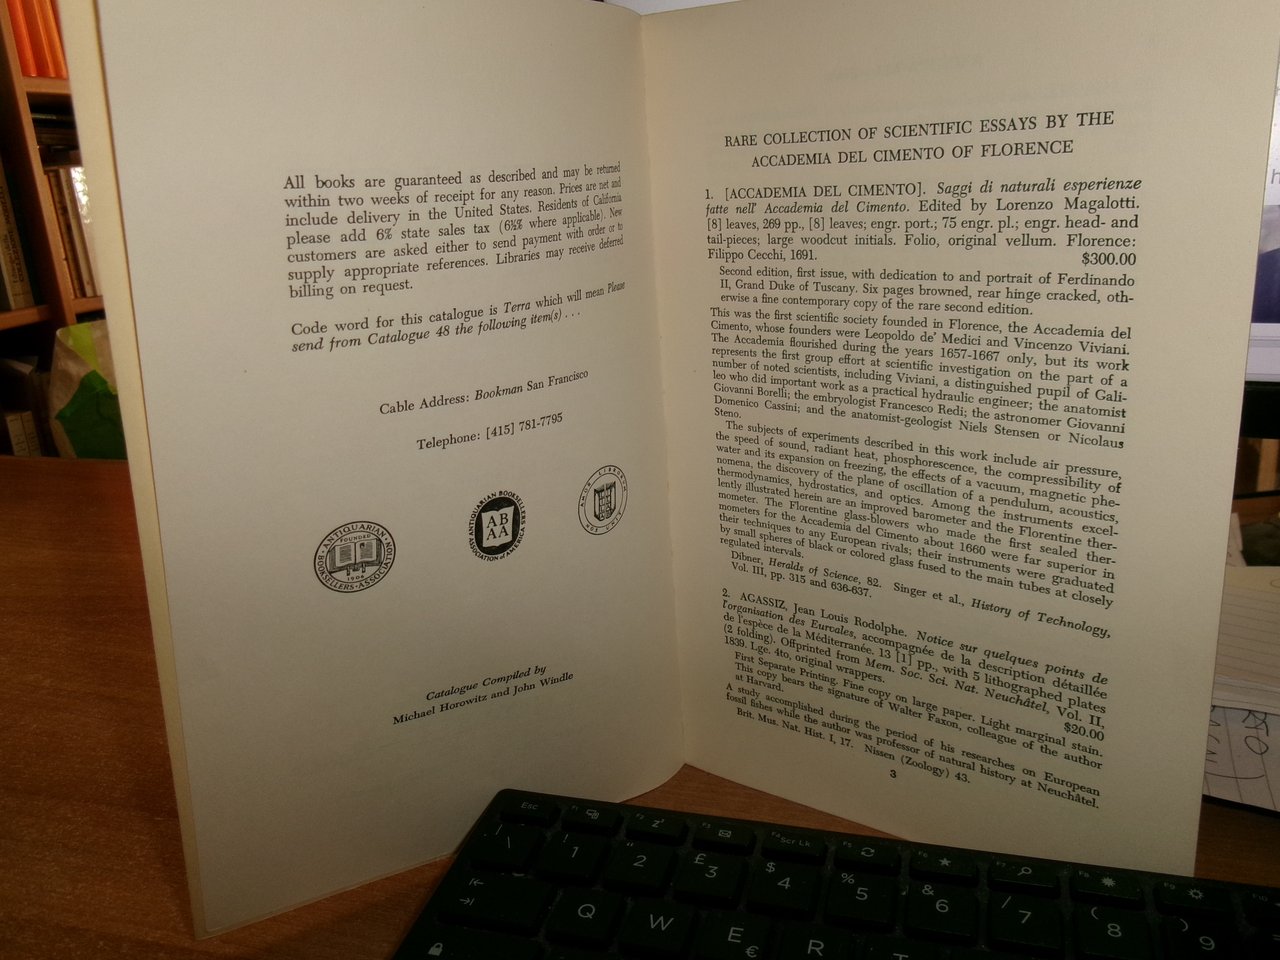 All books are guaranteed as described and may be returned
within two weeks of receipt for any reason. Prices are net and
include delivery in the United States. Residents of California
please add 6% state sales tax (6½% where applicable). New
customers are asked either to send payment with order or to
supply appropriate references. Libraries may receive deferred
billing on request.
Code word for this catalogue is Terra which will mean Please
send from Catalogue 48 the following item(s) . . .
Cable Address: Bookman San Francisco
Telephone: [415] 781-7795
ANTIQUARIAN BOOKSELLERS ASSOCIATION
FOUNDED
1906
ANTIQUARIAN BOOKSELLERS ASSOCIATION of AMERICA
AB
AA
AMOR LIBRORUM NOS UNIT
Catalogue Compiled by
Michael Horowitz and John Windle
RARE COLLECTION OF SCIENTIFIC ESSAYS BY THE
ACCADEMIA DEL CIMENTO OF FLORENCE
1. [ACCADEMIA DEL CIMENTO]. Saggi di naturali esperienze
fatte nell' Accademia del Cimento. Edited by Lorenzo Magalotti.
[8] leaves, 269 pp., [8] leaves; engr. port.; 75 engr. pl.; engr. head- and
tail-pieces; large woodcut initials. Folio, original vellum. Florence:
Filippo Cecchi, 1691. $300.00
Second edition, first issue, with dedication to and portrait of Ferdinando
II, Grand Duke of Tuscany. Six pages browned, rear hinge cracked, oth-
erwise a fine contemporary copy of the rare second edition.
This was the first scientific society founded in Florence, the Accademia del
Cimento, whose founders were Leopoldo de' Medici and Vincenzo Viviani.
The Accademia flourished during the years 1657-1667 only, but its work
represents the first group effort at scientific investigation on the part of a
number of noted scientists, including Viviani, a distinguished pupil of Gali-
leo who did important work as a practical hydraulic engineer; the anatomist
Giovanni Borelli; the embryologist Francesco Redi; the astronomer Giovanni
Domenico Cassini; and the anatomist-geologist Niels Stensen or Nicolaus
Steno.
The subjects of experiments described in this work include air pressure,
the speed of sound, radiant heat, phosphorescence, the compressibility of
water and its expansion on freezing, the effects of a vacuum, magnetic phe-
nomena, the discovery of the plane of oscillation of a pendulum, acoustics,
thermodynamics, hydrostatics, and optics. Among the instruments excel-
lently illustrated herein are an improved barometer and the Florentine ther-
mometer. The Florentine glass-blowers who made the first sealed ther-
mometers for the Accademia del Cimento about 1660 were far superior in
their techniques to any European rivals; their instruments were graduated
by small spheres of black or colored glass fused to the main tubes at closely
regulated intervals.
Dibner, Heralds of Science, 82. Singer et al., History of Technology,
Vol. III, pp. 315 and 636-637.
2. AGASSIZ, Jean Louis Rodolphe. Notice sur quelques points de
l'organisation des Euryales, accompagnée de la description détaillée
de l'espèce de la Méditerranée. 13 [1] pp., with 5 lithographed plates
(2 folding). Offprinted from Mem. Soc. Sci. Nat. Neuchâtel, Vol. II,
1839. Lge. 4to, original wrappers. $20.00
First Separate Printing. Fine copy on large paper. Light marginal stain.
This copy bears the signature of Walter Faxon, colleague of the author
at Harvard.
A study accomplished during the period of his researches on European
fossil fishes while the author was professor of natural history at Neuchâtel.
Brit. Mus. Nat. Hist. I, 17. Nissen (Zoology) 43.
3
Esc F1 F2 F3 F4 Scr Lk F5 F6 F7 F8 F9
\ | ! 1 " 2 £ 3 $ 4 % 5 & 6 / 7 ( 8 ) 9
Q W E € R T